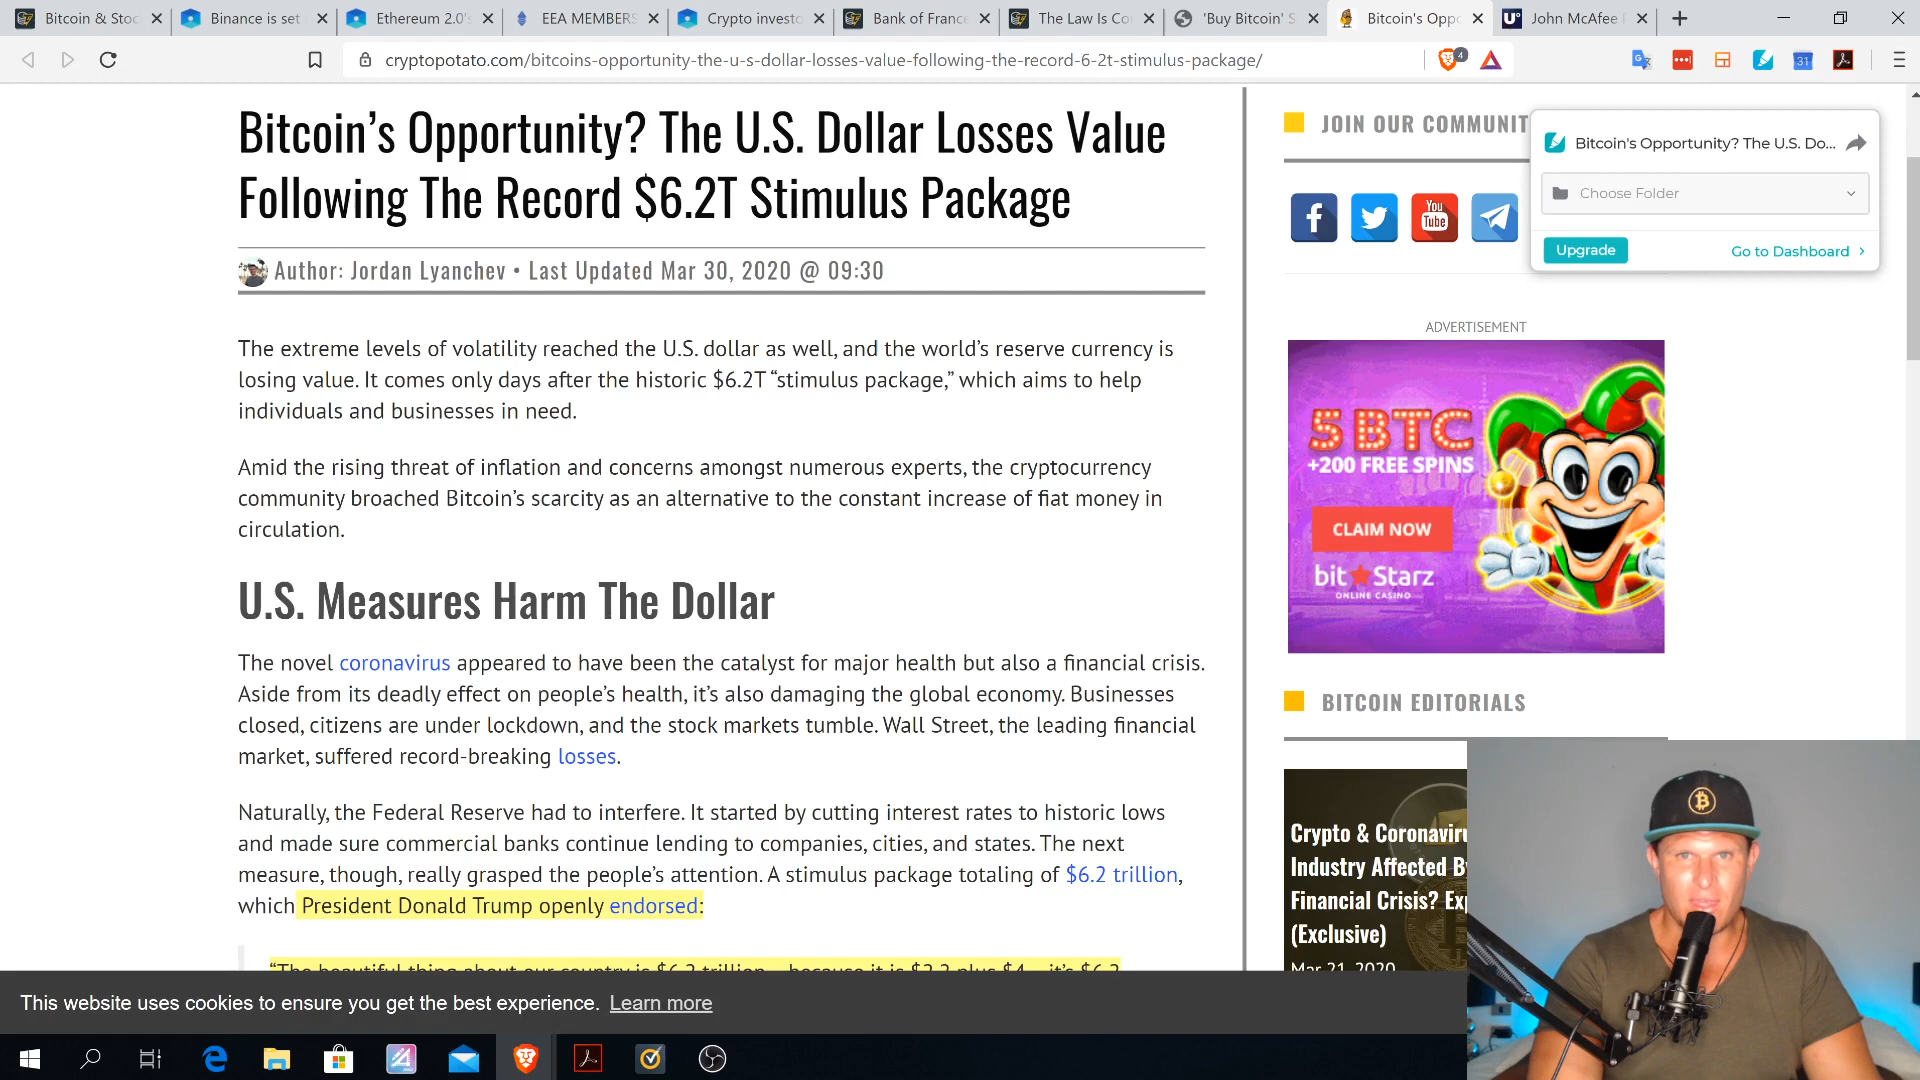 Bitcoin & Stoc
Binance is set
Ethereum 2.0's
EEA MEMBERS
Crypto investo
Bank of France
The Law Is Co
'Buy Bitcoin' S
Bitcoin's Oppo
John McAfee
cryptopotato.com/bitcoins-opportunity-the-u-s-dollar-losses-value-following-the-record-6-2t-stimulus-package/
4
31
Bitcoin’s Opportunity? The U.S. Dollar Losses Value
Following The Record $6.2T Stimulus Package
Author: Jordan Lyanchev • Last Updated Mar 30, 2020 @ 09:30
The extreme levels of volatility reached the U.S. dollar as well, and the world’s reserve currency is
losing value. It comes only days after the historic $6.2T “stimulus package,” which aims to help
individuals and businesses in need.
Amid the rising threat of inflation and concerns amongst numerous experts, the cryptocurrency
community broached Bitcoin’s scarcity as an alternative to the constant increase of fiat money in
circulation.
U.S. Measures Harm The Dollar
The novel coronavirus appeared to have been the catalyst for major health but also a financial crisis.
Aside from its deadly effect on people’s health, it’s also damaging the global economy. Businesses
closed, citizens are under lockdown, and the stock markets tumble. Wall Street, the leading financial
market, suffered record-breaking losses.
Naturally, the Federal Reserve had to interfere. It started by cutting interest rates to historic lows
and made sure commercial banks continue lending to companies, cities, and states. The next
measure, though, really grasped the people’s attention. A stimulus package totaling of $6.2 trillion,
which President Donald Trump openly endorsed:
“The beautiful thing about our country is $6.2 trillion – because it is $2.2 plus $4 – it’s $6.2
JOIN OUR COMMUNIT
You
Tube
Bitcoin's Opportunity? The U.S. Do...
Choose Folder
Upgrade
Go to Dashboard
ADVERTISEMENT
5 BTC
+200 FREE SPINS
CLAIM NOW
bit Starz
ONLINE CASINO
BITCOIN EDITORIALS
Crypto & Coronaviru
Industry Affected B
Financial Crisis? Exp
(Exclusive)
Mar 21, 2020
This website uses cookies to ensure you get the best experience. Learn more